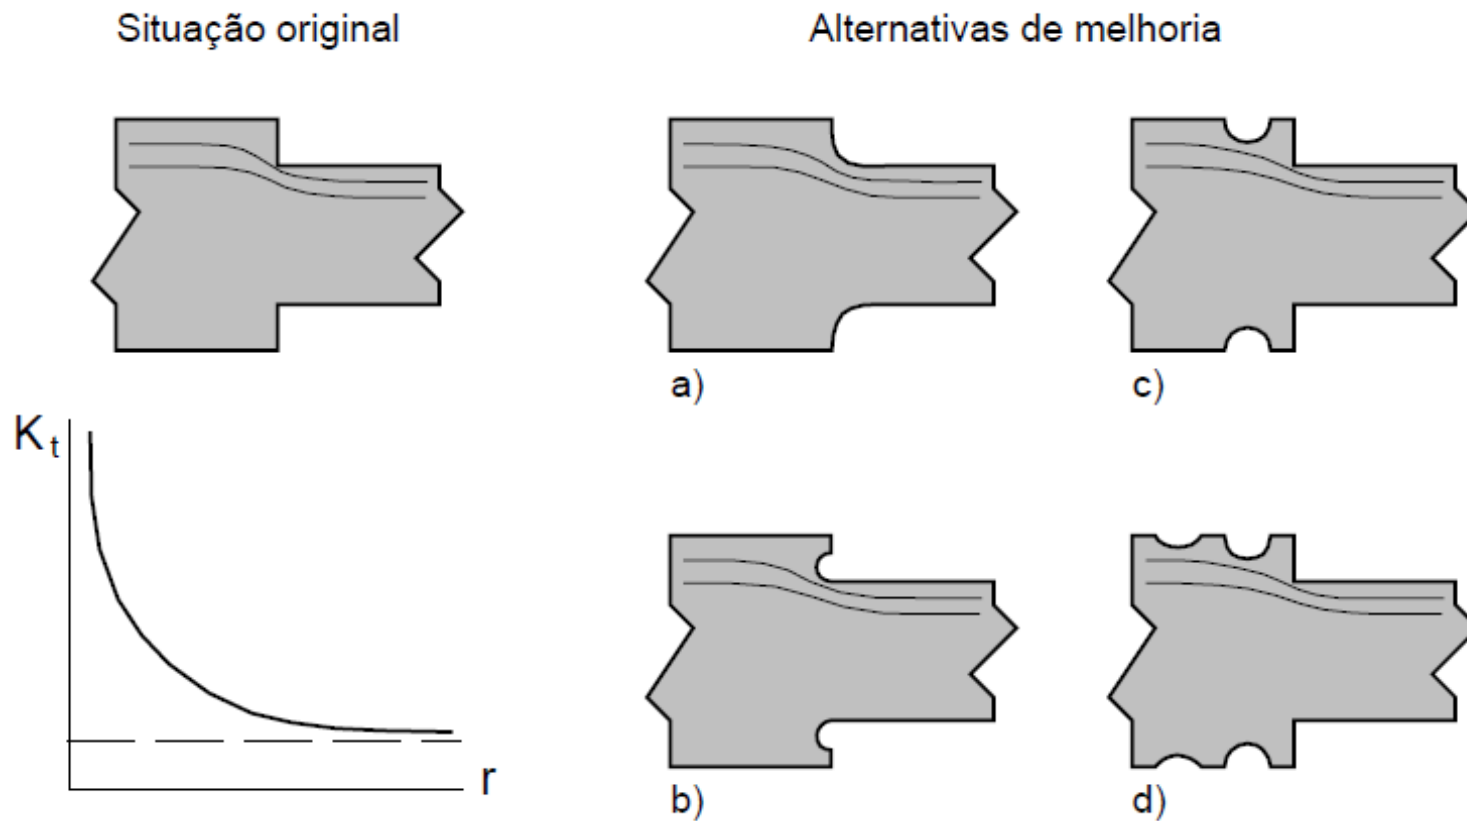 Situação original
Alternativas de melhoria
a)
c)
K t
r
b)
d)